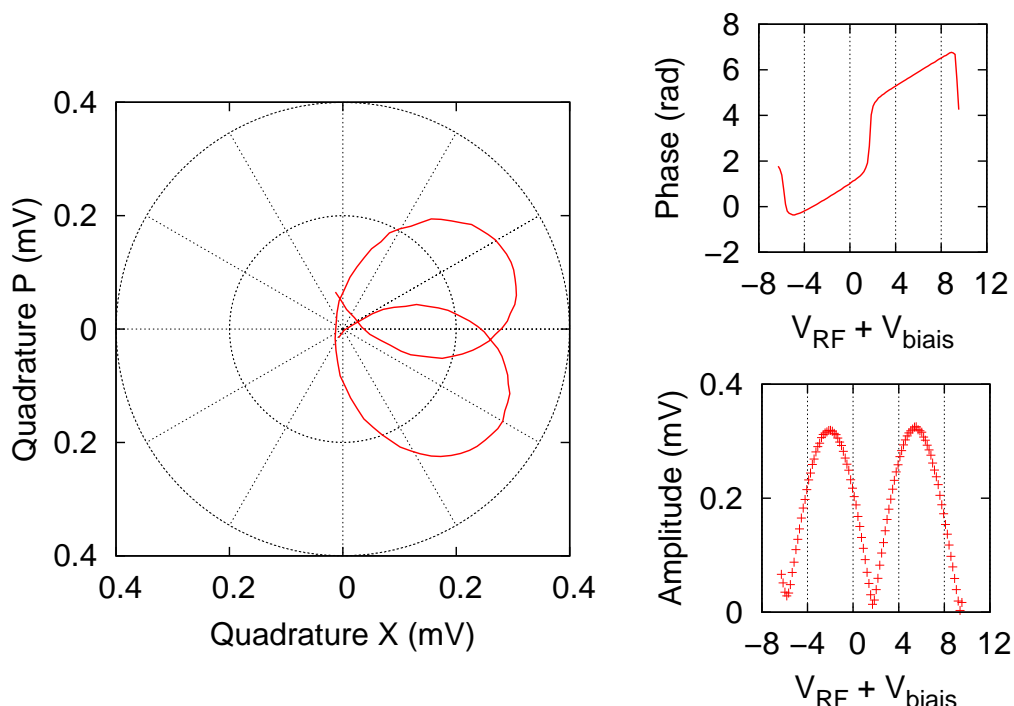 0.4
0.2
0
0.2
0.4
0.4 0.2 0 0.2 0.4
Quadrature P (mV)
Quadrature X (mV)
8
6
4
2
0
−2
−8 −4 0 4 8 12
Phase (rad)
V_RF + V_biais
0.4
0.2
0
−8 −4 0 4 8 12
Amplitude (mV)
V_RF + V_biais